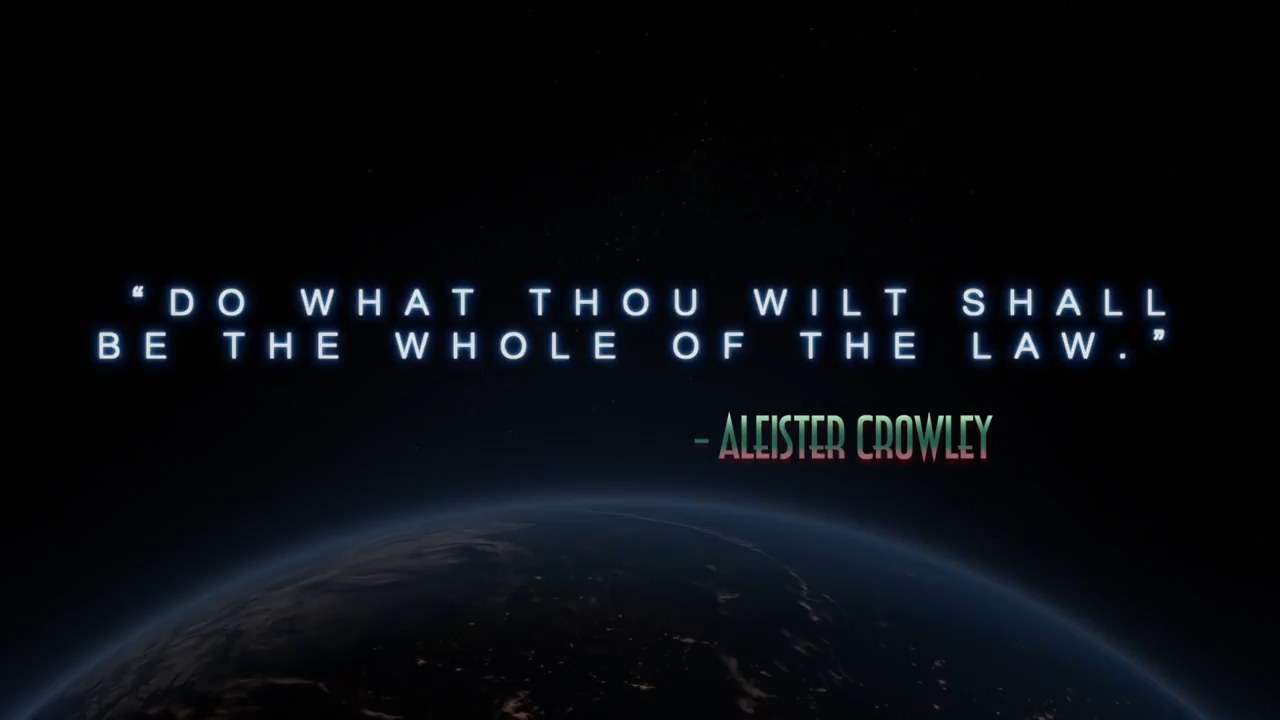 “DO WHAT THOU WILT SHALL
BE THE WHOLE OF THE LAW.”
– ALEISTER CROWLEY